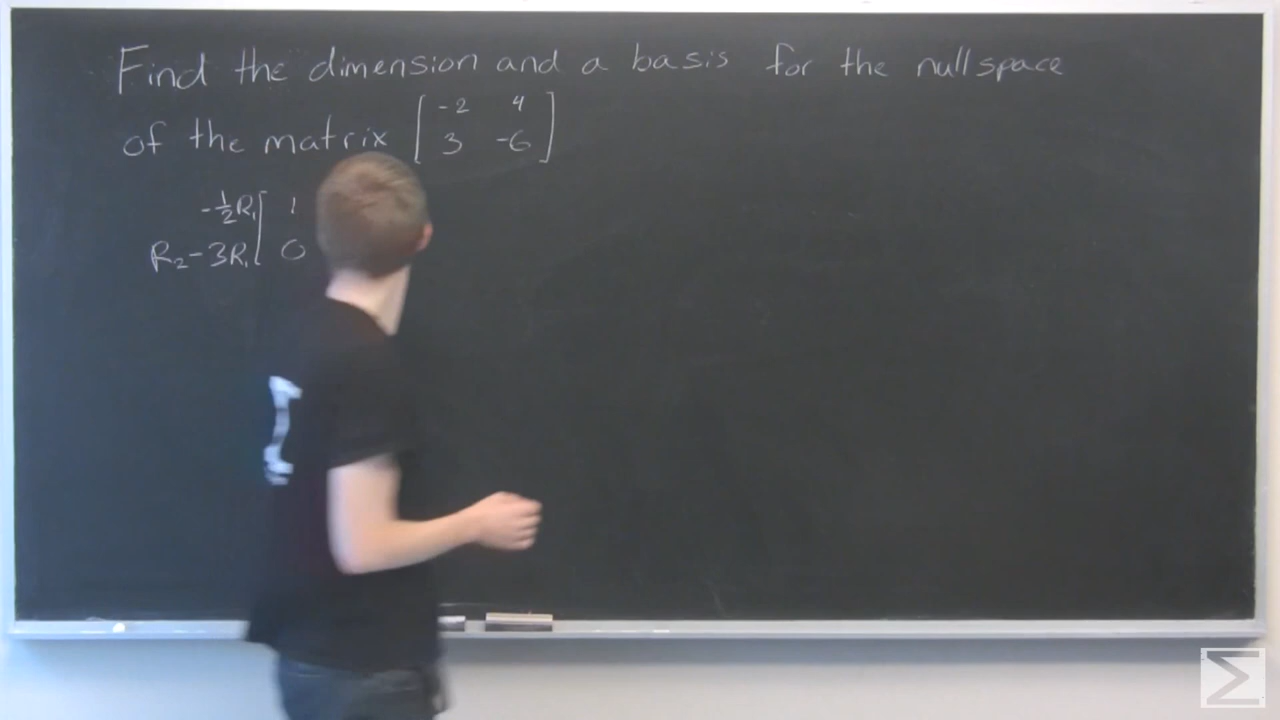 Find the dimension and a basis for the nullspace
of the matrix [ -2 4
3 -6 ]
-½R₁ [ 1
R₂-3R₁ [ 0
Σ